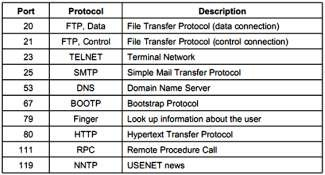 Port Protocol Description
20 FTP, Data File Transfer Protocol (data connection)
21 FTP, Control File Transfer Protocol (control connection)
23 TELNET Terminal Network
25 SMTP Simple Mail Transfer Protocol
53 DNS Domain Name Server
67 BOOTP Bootstrap Protocol
79 Finger Look up information about the user
80 HTTP Hypertext Transfer Protocol
111 RPC Remote Procedure Call
119 NNTP USENET news